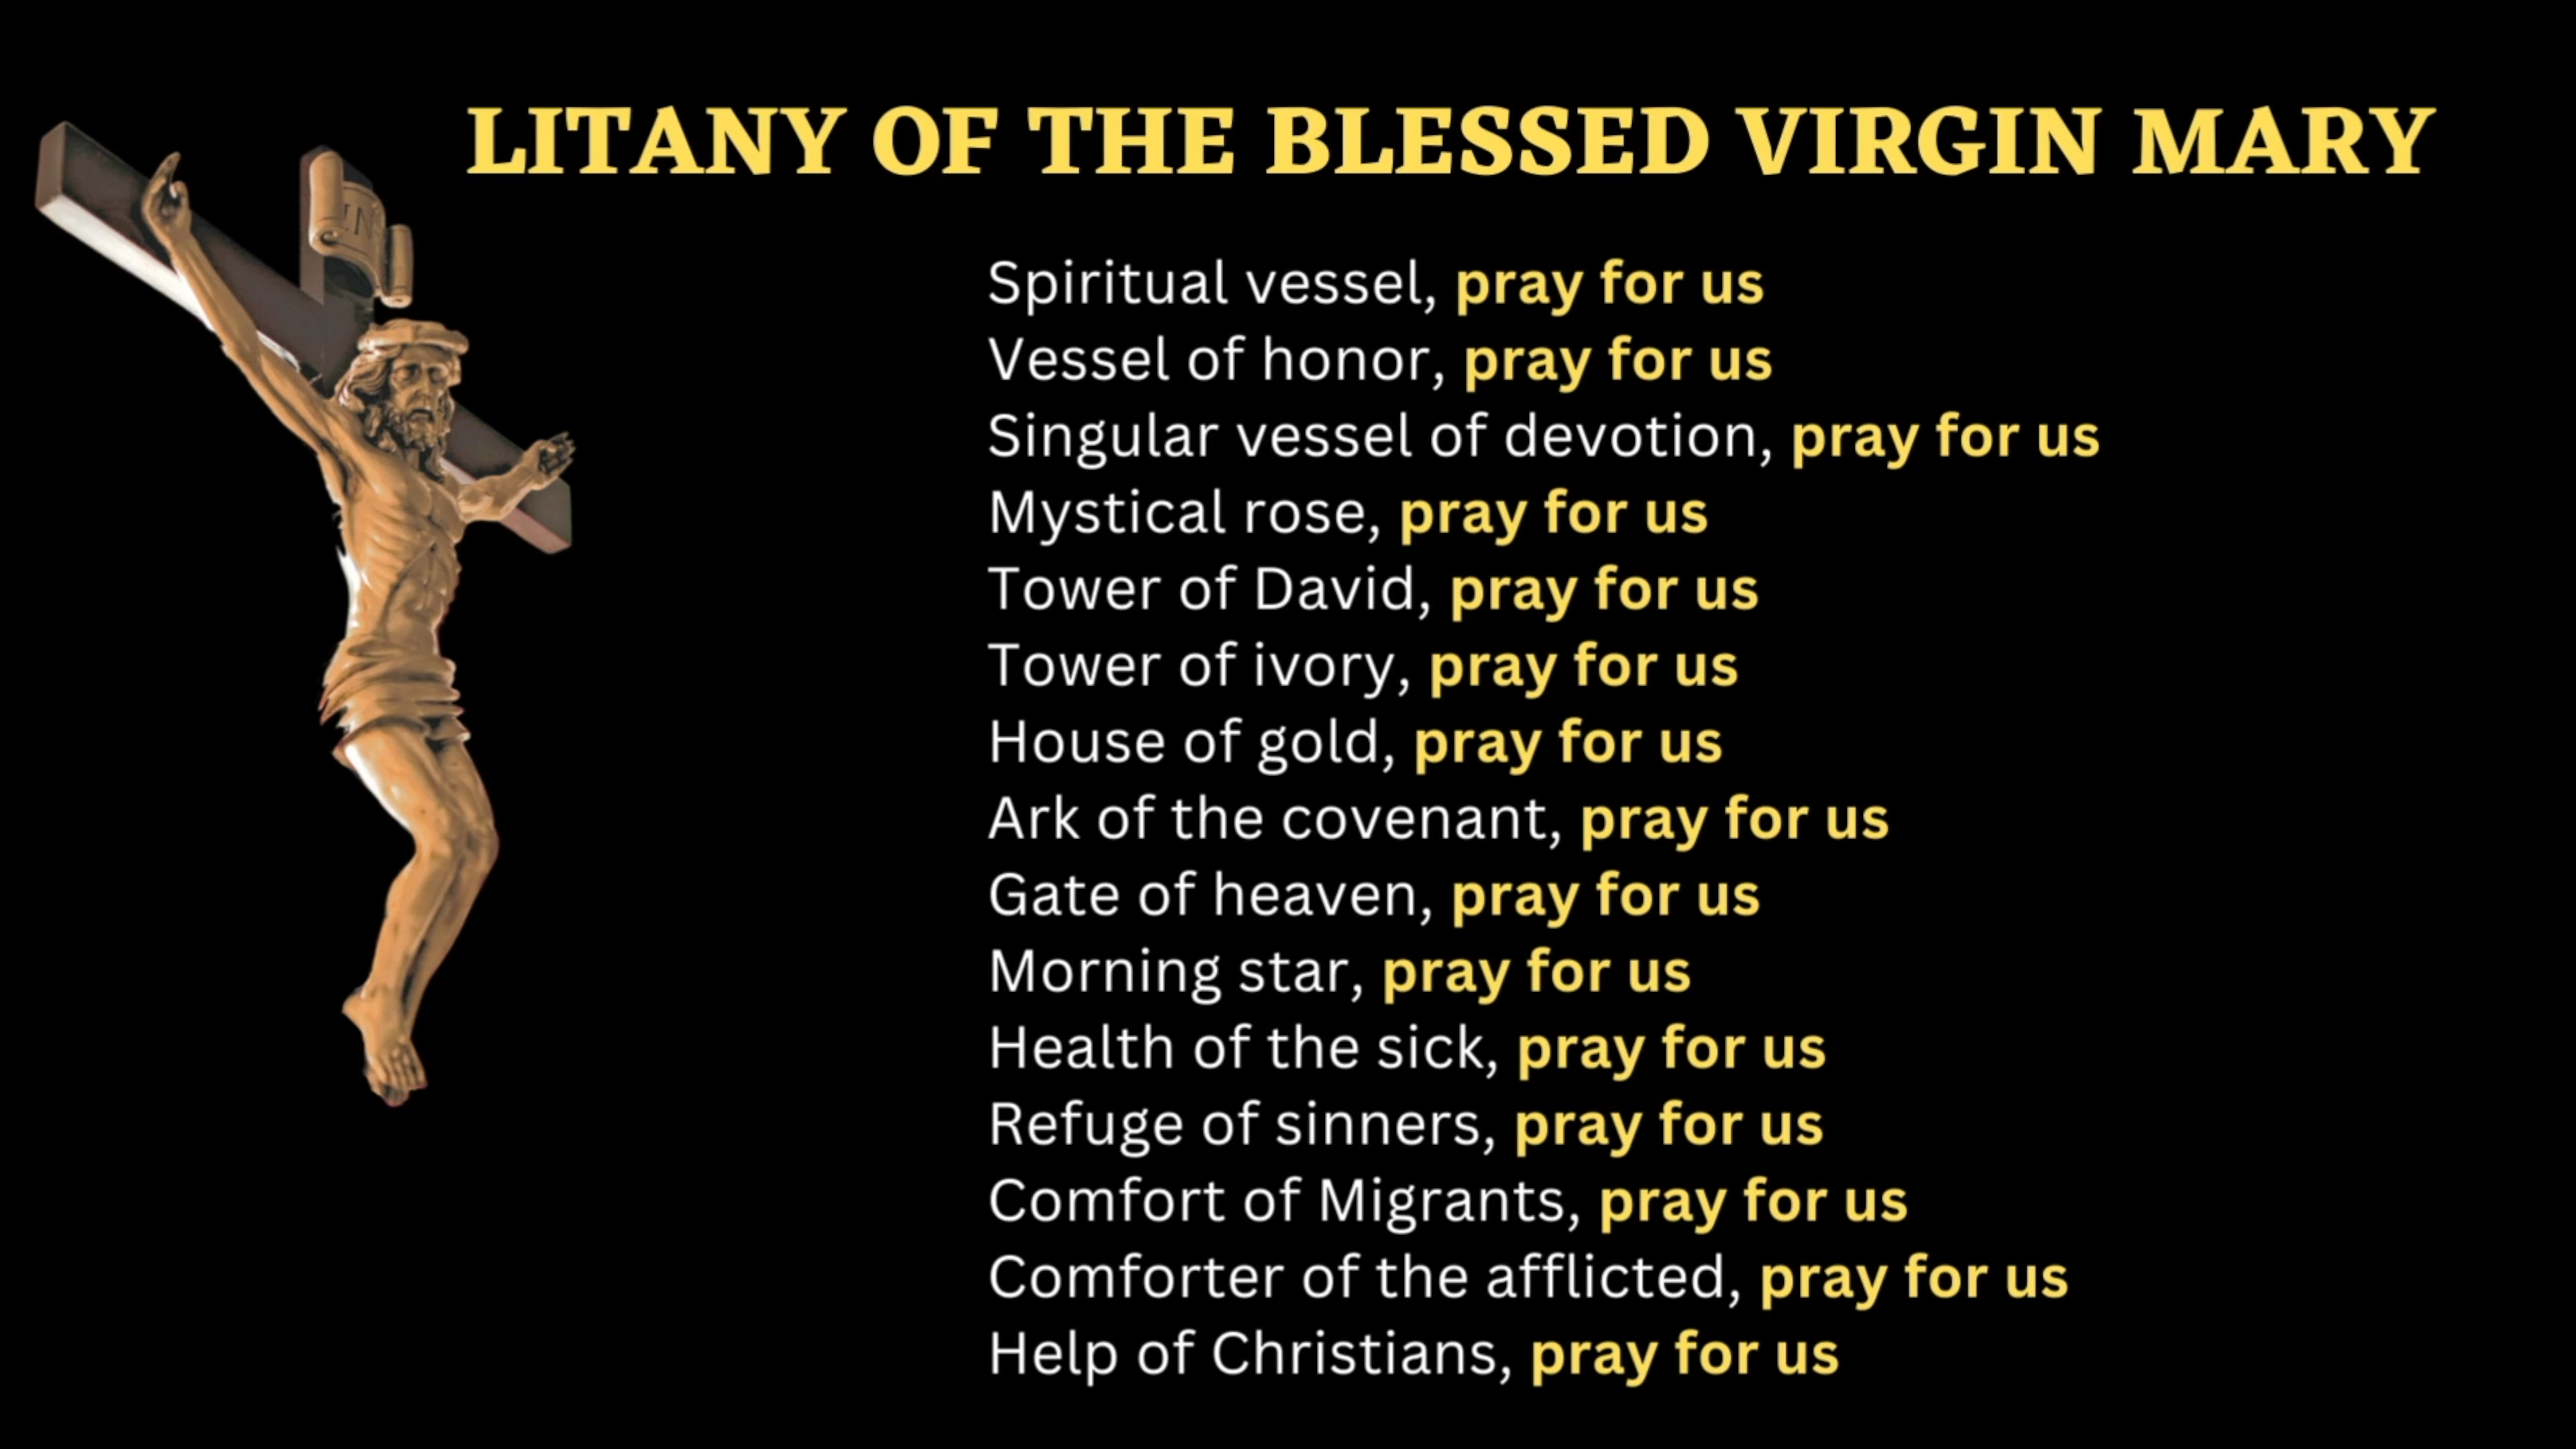 LITANY OF THE BLESSED VIRGIN MARY
Spiritual vessel, pray for us
Vessel of honor, pray for us
Singular vessel of devotion, pray for us
Mystical rose, pray for us
Tower of David, pray for us
Tower of ivory, pray for us
House of gold, pray for us
Ark of the covenant, pray for us
Gate of heaven, pray for us
Morning star, pray for us
Health of the sick, pray for us
Refuge of sinners, pray for us
Comfort of Migrants, pray for us
Comforter of the afflicted, pray for us
Help of Christians, pray for us